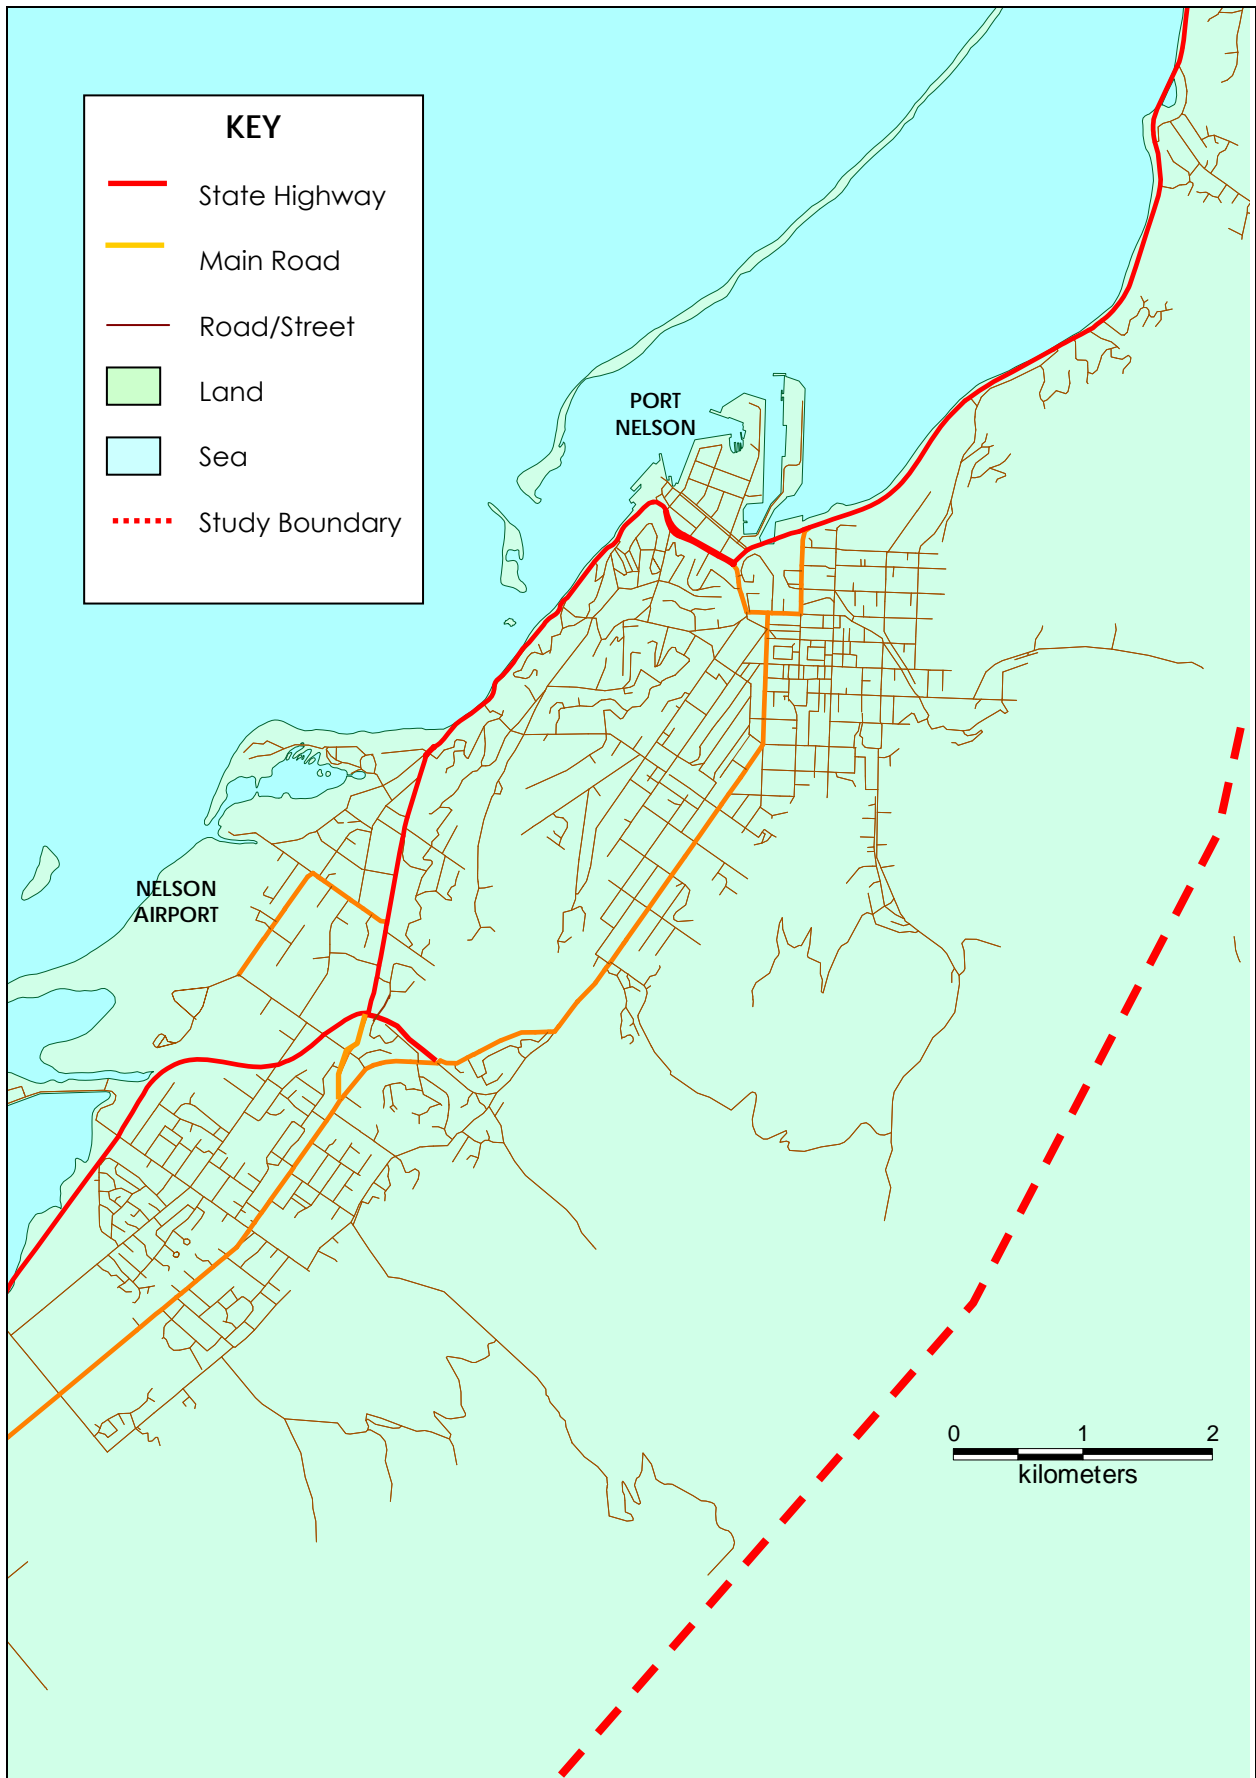 KEY
State Highway
Main Road
Road/Street
Land
Sea
Study Boundary
PORT
NELSON
NELSON
AIRPORT
0 1 2
kilometers